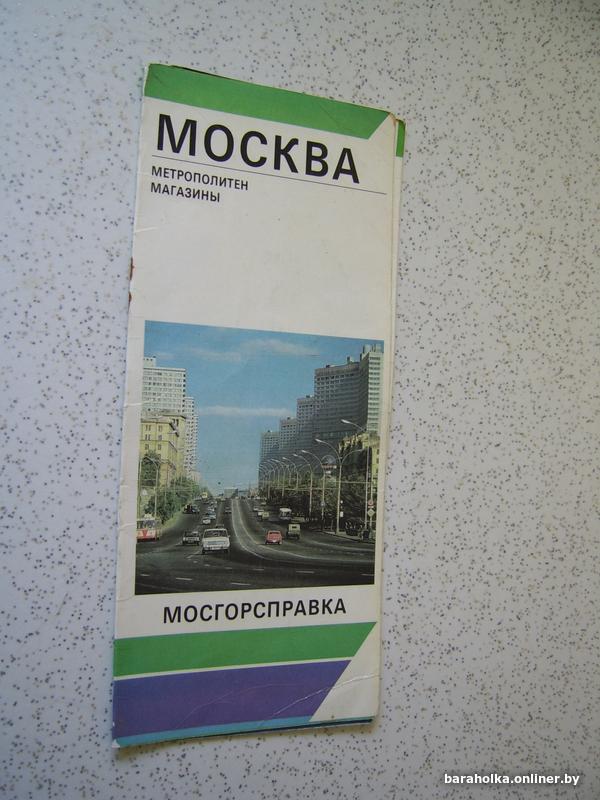 МОСКВА
МЕТРОПОЛИТЕН
МАГАЗИНЫ
МОСГОРСПРАВКА
baraholka.onliner.by